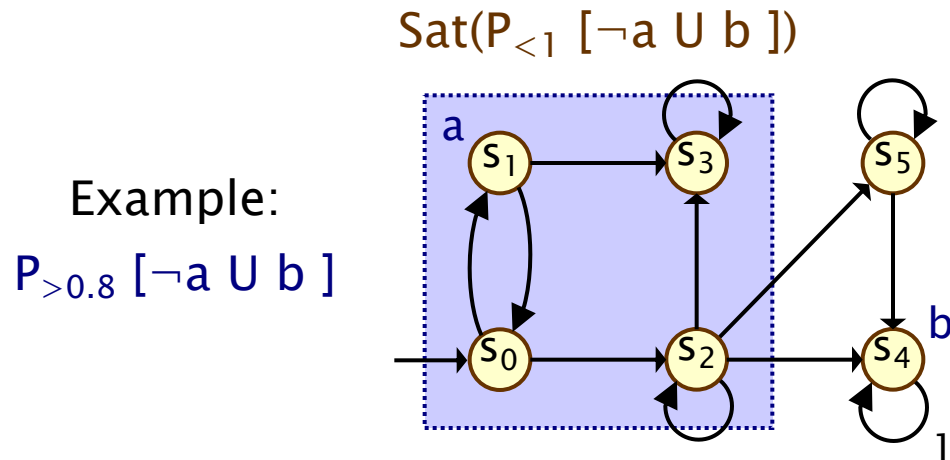 Sat(P<1 [¬a U b ])
Example:
P>0.8 [¬a U b ]
a
s1
s3
s5
s0
s2
s4
b
1